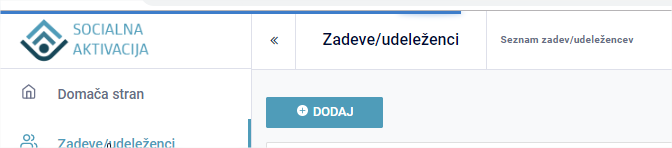 SOCIALNA
AKTIVACIJA
Zadeve/udeleženci
Seznam zadev/udeležencev
Domača stran
DODAJ
Zadeve/udeleženci